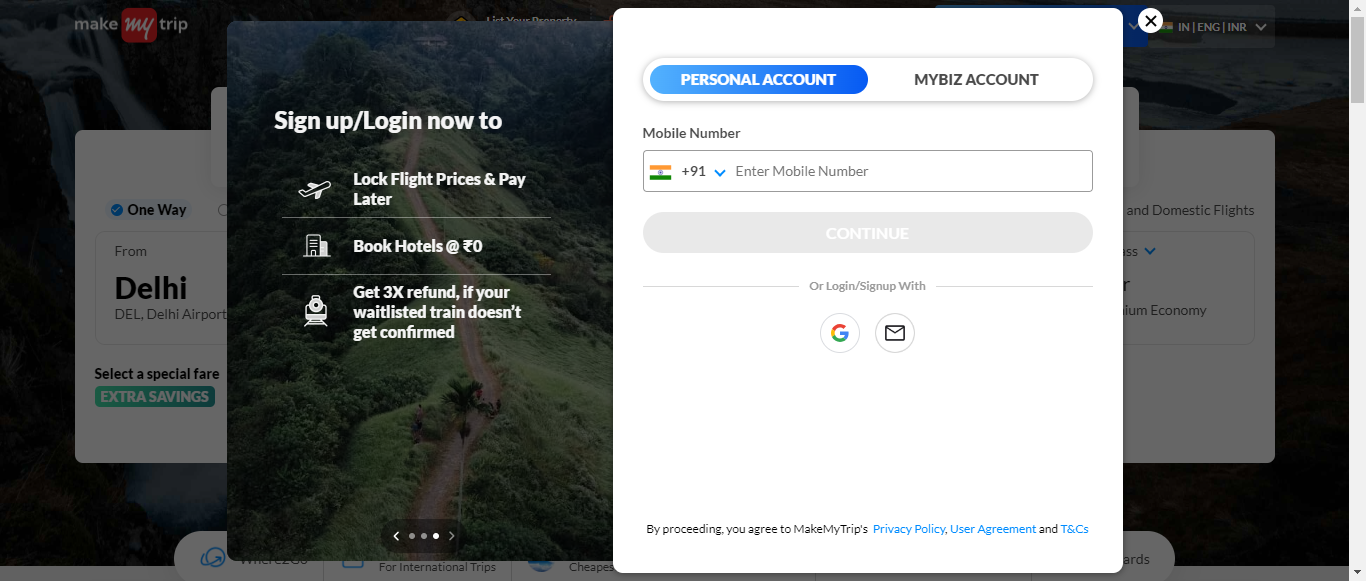 make my trip
List Your Property
IN | ENG | INR
PERSONAL ACCOUNT
MYBIZ ACCOUNT
Sign up/Login now to
Mobile Number
Lock Flight Prices & Pay
Later
+91
Enter Mobile Number
One Way
and Domestic Flights
CONTINUE
Book Hotels @ ₹0
From
Delhi
DEL, Delhi Airport
Or Login/Signup With
Get 3X refund, if your
waitlisted train doesn't
get confirmed
ium Economy
Select a special fare
EXTRA SAVINGS
By proceeding, you agree to MakeMyTrip's Privacy Policy, User Agreement and T&Cs
Where2Go
For International Trips
Cheapes
ards